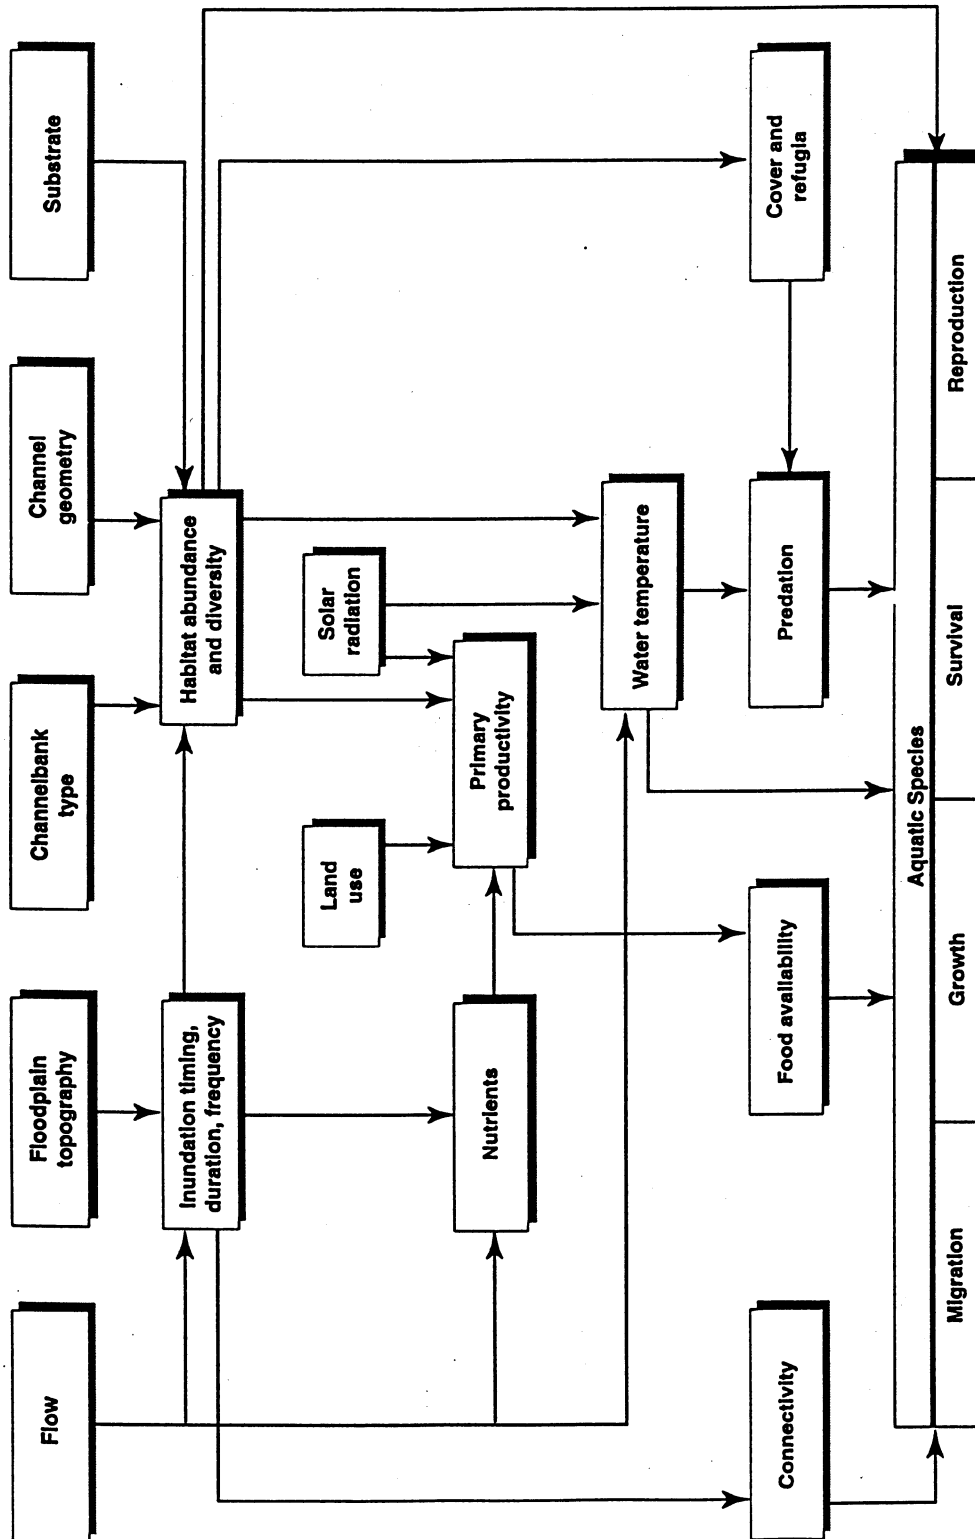 Flow
Floodplain
topography
Channelbank
type
Channel
geometry
Substrate
Inundation timing,
duration, frequency
Habitat abundance
and diversity
Land
use
Solar
radiation
Nutrients
Primary
productivity
Water temperature
Connectivity
Food availability
Predation
Cover and
refugia
Aquatic Species
Migration
Growth
Survival
Reproduction